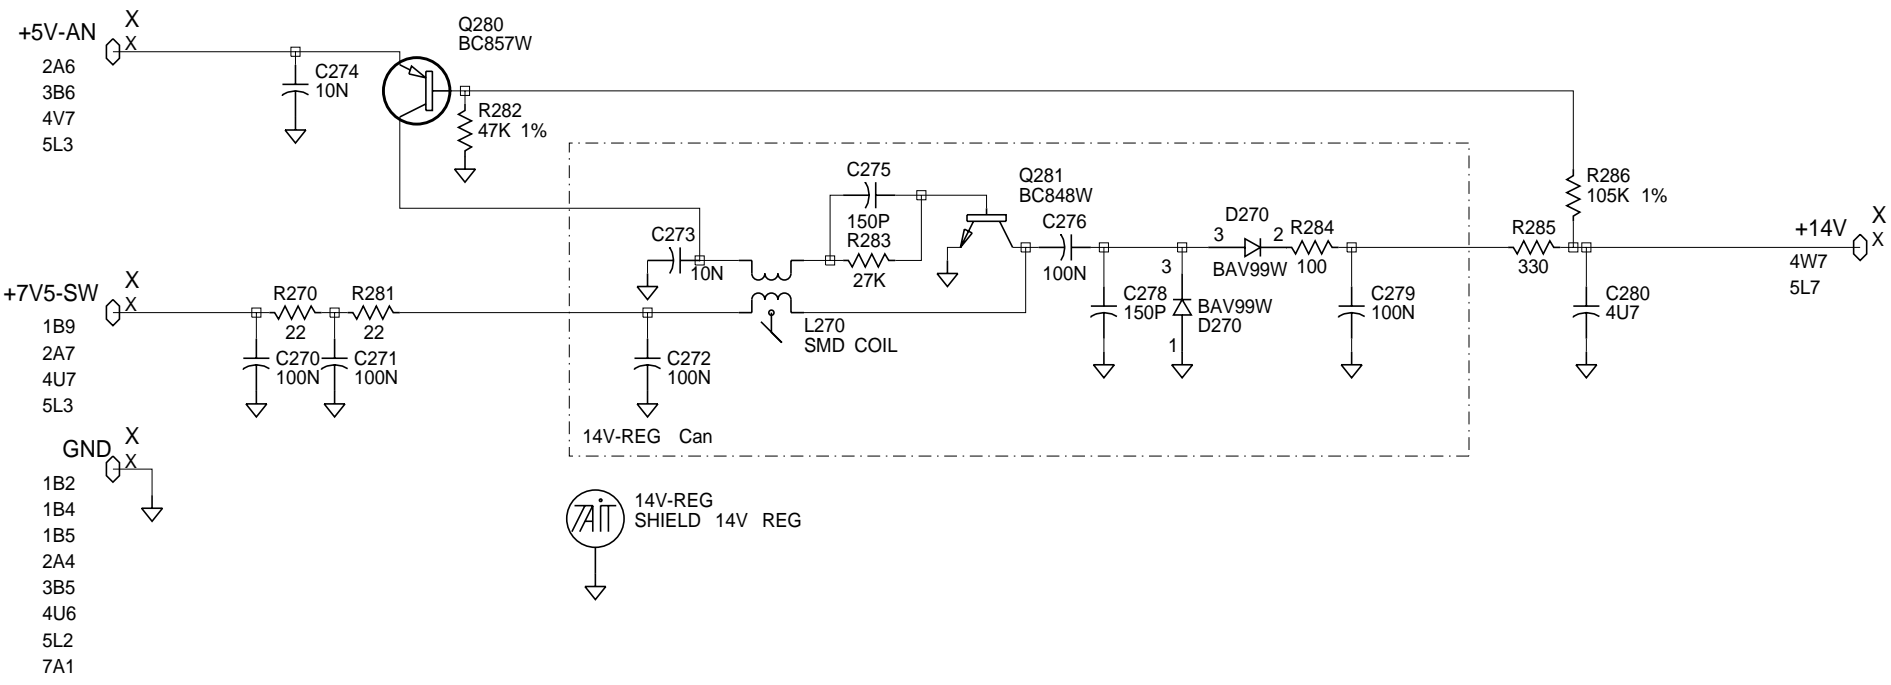 +5V-AN
X
X
2A6
3B6
4V7
5L3
C274
10N
Q280
BC857W
R282
47K 1%
C275
150P
R283
27K
Q281
BC848W
C273
10N
C276
100N
C278
150P
D270
3 2
BAV99W
3
BAV99W
D270
1
R284
100
C279
100N
R285
330
R286
105K 1%
C280
4U7
+14V
X
X
4W7
5L7
+7V5-SW
X
X
1B9
2A7
4U7
5L3
R270
22
R281
22
C270
100N
C271
100N
C272
100N
L270
SMD COIL
14V-REG Can
GND
X
X
1B2
1B4
1B5
2A4
3B5
4U6
5L2
7A1
TAIT
14V-REG
SHIELD 14V REG